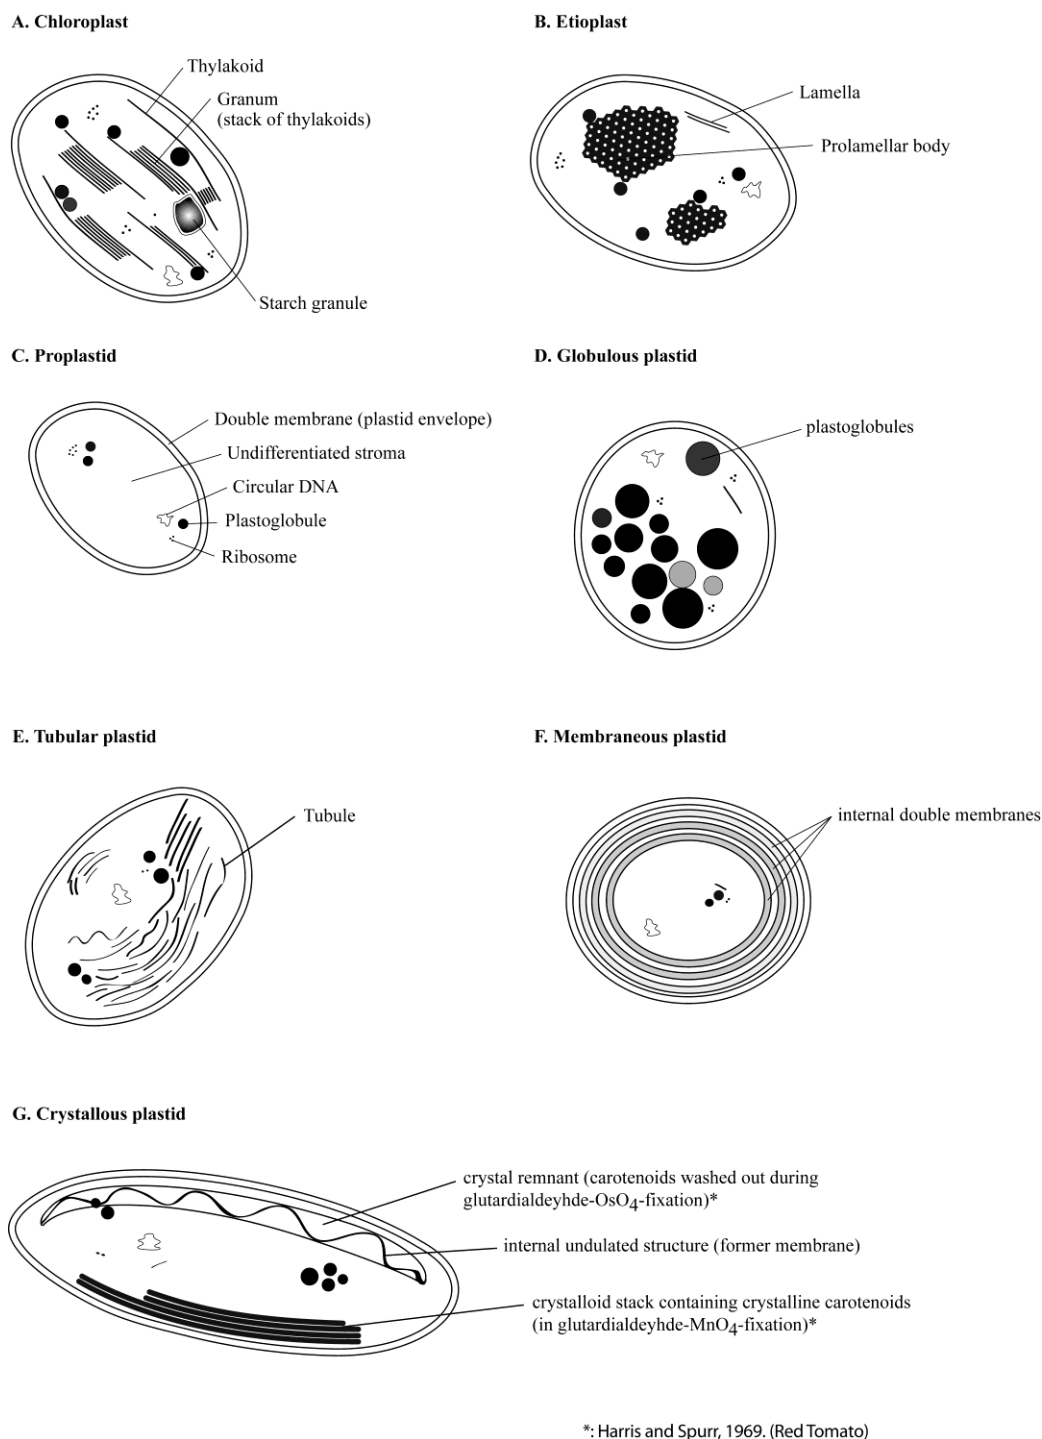 A. Chloroplast
Thylakoid
Granum
(stack of thylakoids)
Starch granule
B. Etioplast
Lamella
Prolamellar body
C. Proplastid
Double membrane (plastid envelope)
Undifferentiated stroma
Circular DNA
Plastoglobule
Ribosome
D. Globulous plastid
plastoglobules
E. Tubular plastid
Tubule
F. Membraneous plastid
internal double membranes
G. Crystallous plastid
crystal remnant (carotenoids washed out during
glutardialdeyhde-OsO4-fixation)*
internal undulated structure (former membrane)
crystalloid stack containing crystalline carotenoids
(in glutardialdeyhde-MnO4-fixation)*
*: Harris and Spurr, 1969. (Red Tomato)